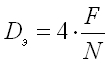 Dэ = 4 · F/N